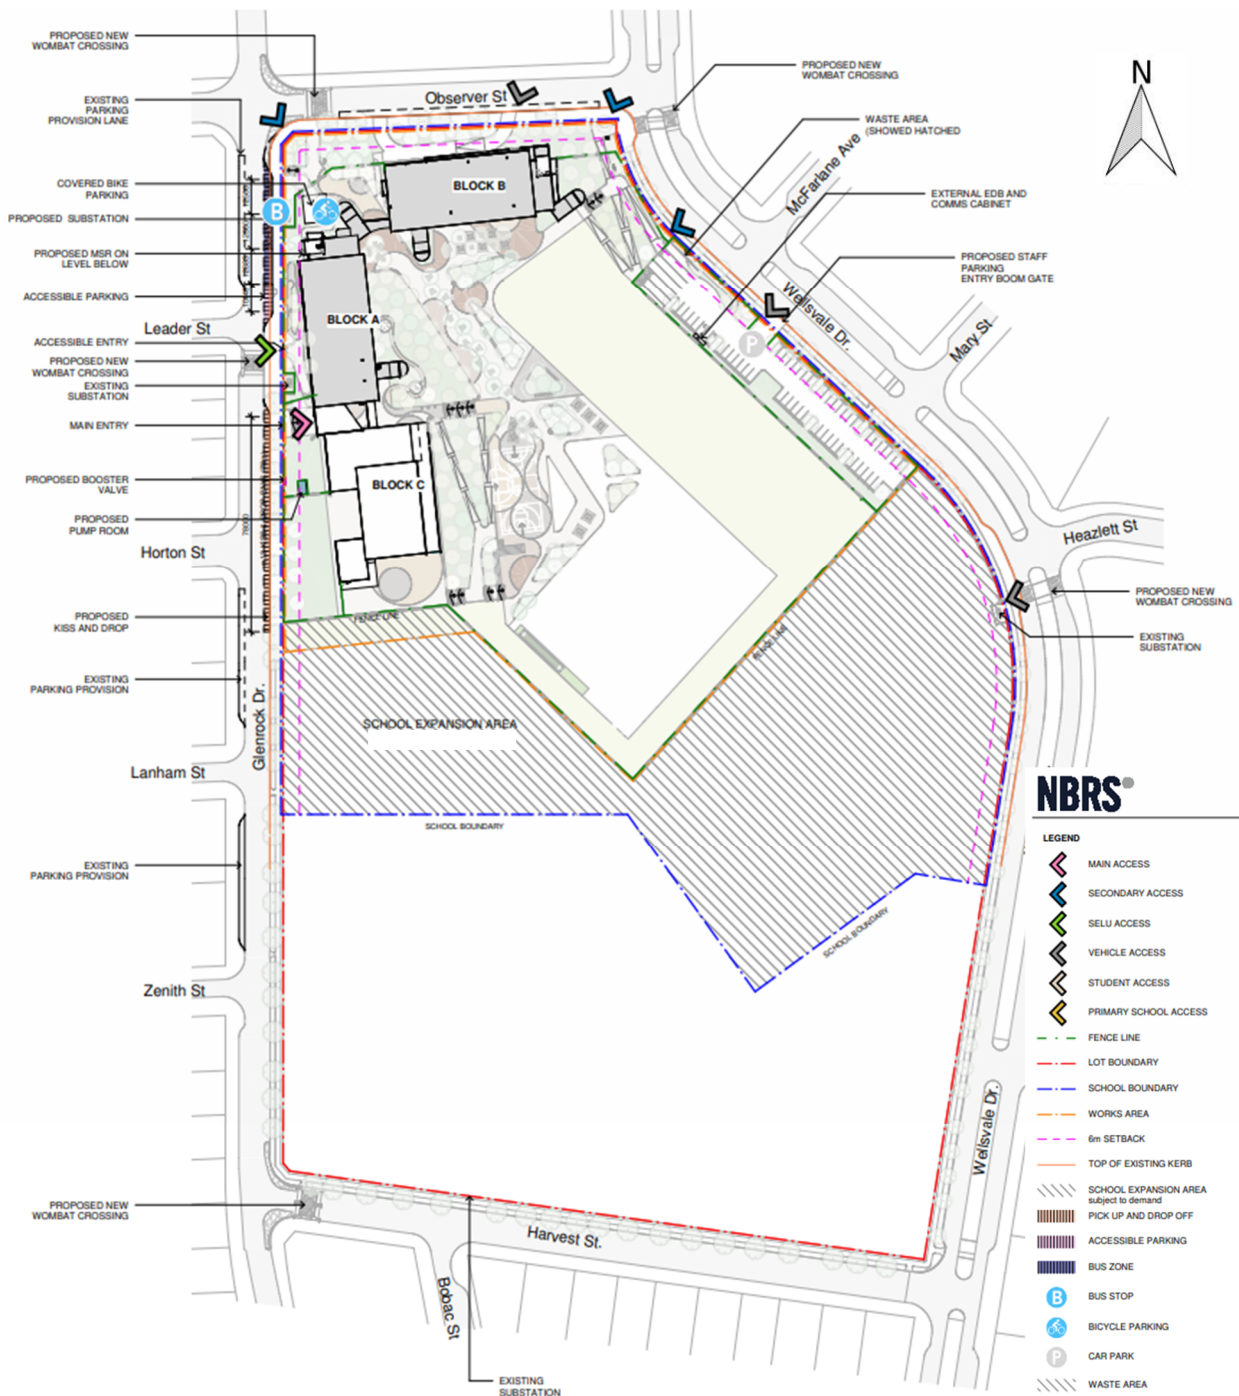 PROPOSED NEW
WOMBAT CROSSING
EXISTING
PARKING
PROVISION LANE
COVERED BIKE
PARKING
PROPOSED SUBSTATION
PROPOSED MSR ON
LEVEL BELOW
ACCESSIBLE PARKING
Leader St
ACCESSIBLE ENTRY
PROPOSED NEW
WOMBAT CROSSING
EXISTING
SUBSTATION
MAIN ENTRY
PROPOSED BOOSTER
VALVE
PROPOSED
PUMP ROOM
Horton St
PROPOSED
KISS AND DROP
EXISTING
PARKING PROVISION
Glenrock Dr.
Lanham St
EXISTING
PARKING PROVISION
Zenith St
PROPOSED NEW
WOMBAT CROSSING
Observer St
B
BLOCK B
BLOCK A
BLOCK C
78000
FENCE LINE
FENCE LINE
SCHOOL EXPANSION AREA
SCHOOL BOUNDARY
SCHOOL BOUNDARY
Harvest St.
Bobac St
EXISTING
SUBSTATION
PROPOSED NEW
WOMBAT CROSSING
WASTE AREA
(SHOWED HATCHED
McFarlane Ave
EXTERNAL EDB AND
COMMS CABINET
PROPOSED STAFF
PARKING
ENTRY BOOM GATE
Wellsvale Dr.
P
Mary St
Heazlett St
PROPOSED NEW
WOMBAT CROSSING
EXISTING
SUBSTATION
Wellsvale Dr.
N
NBRS
LEGEND
MAIN ACCESS
SECONDARY ACCESS
SELU ACCESS
VEHICLE ACCESS
STUDENT ACCESS
PRIMARY SCHOOL ACCESS
FENCE LINE
LOT BOUNDARY
SCHOOL BOUNDARY
WORKS AREA
6m SETBACK
TOP OF EXISTING KERB
SCHOOL EXPANSION AREA
subject to demand
PICK UP AND DROP OFF
ACCESSIBLE PARKING
BUS ZONE
B BUS STOP
BICYCLE PARKING
P CAR PARK
WASTE AREA